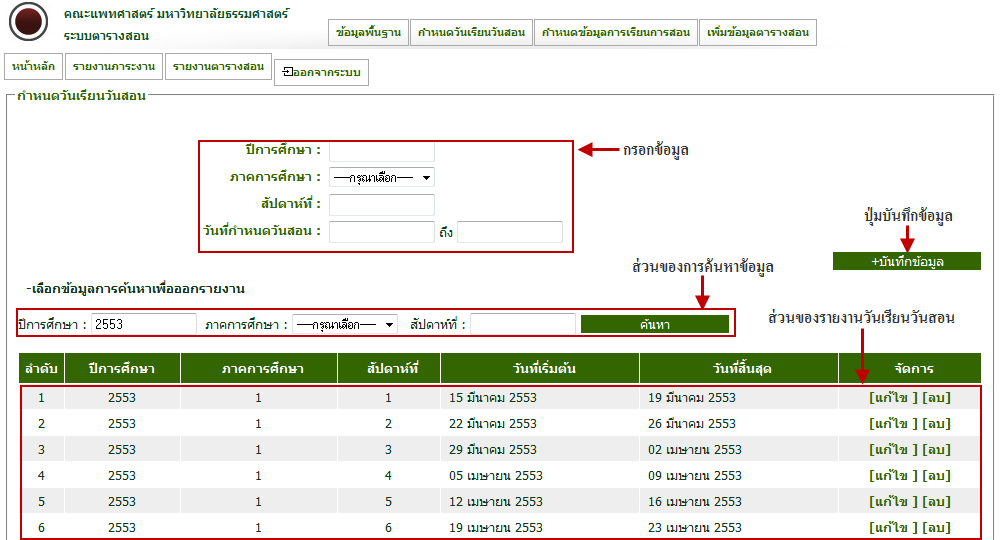 คณะแพทศาสตร์ มหาวิทยาลัยธรรมศาสตร์
ระบบตารางสอน
ข้อมูลพื้นฐาน กำหนดวันเรียนวันสอน กำหนดข้อมูลการเรียนการสอน เพิ่มข้อมูลตารางสอน
หน้าหลัก รายงานภาระงาน รายงานตารางสอน ออกจากระบบ
กำหนดวันเรียนวันสอน
ปีการศึกษา :
กรอกข้อมูล
ภาคการศึกษา : -----กรุณาเลือก-----
สัปดาห์ที่ :
วันที่กำหนดวันสอน : ถึง
ปุ่มบันทึกข้อมูล
+บันทึกข้อมูล
ส่วนของการค้นหาข้อมูล
-เลือกข้อมูลการค้นหาเพื่อออกรายงาน
ปีการศึกษา : 2553 ภาคการศึกษา : -----กรุณาเลือก----- สัปดาห์ที่ : ค้นหา
ส่วนของรายงานวันเรียนวันสอน
ลำดับ ปีการศึกษา ภาคการศึกษา สัปดาห์ที่ วันที่เริ่มต้น วันที่สิ้นสุด จัดการ
1 2553 1 1 15 มีนาคม 2553 19 มีนาคม 2553 [แก้ไข ] [ลบ]
2 2553 1 2 22 มีนาคม 2553 26 มีนาคม 2553 [แก้ไข ] [ลบ]
3 2553 1 3 29 มีนาคม 2553 02 เมษายน 2553 [แก้ไข ] [ลบ]
4 2553 1 4 05 เมษายน 2553 09 เมษายน 2553 [แก้ไข ] [ลบ]
5 2553 1 5 12 เมษายน 2553 16 เมษายน 2553 [แก้ไข ] [ลบ]
6 2553 1 6 19 เมษายน 2553 23 เมษายน 2553 [แก้ไข ] [ลบ]